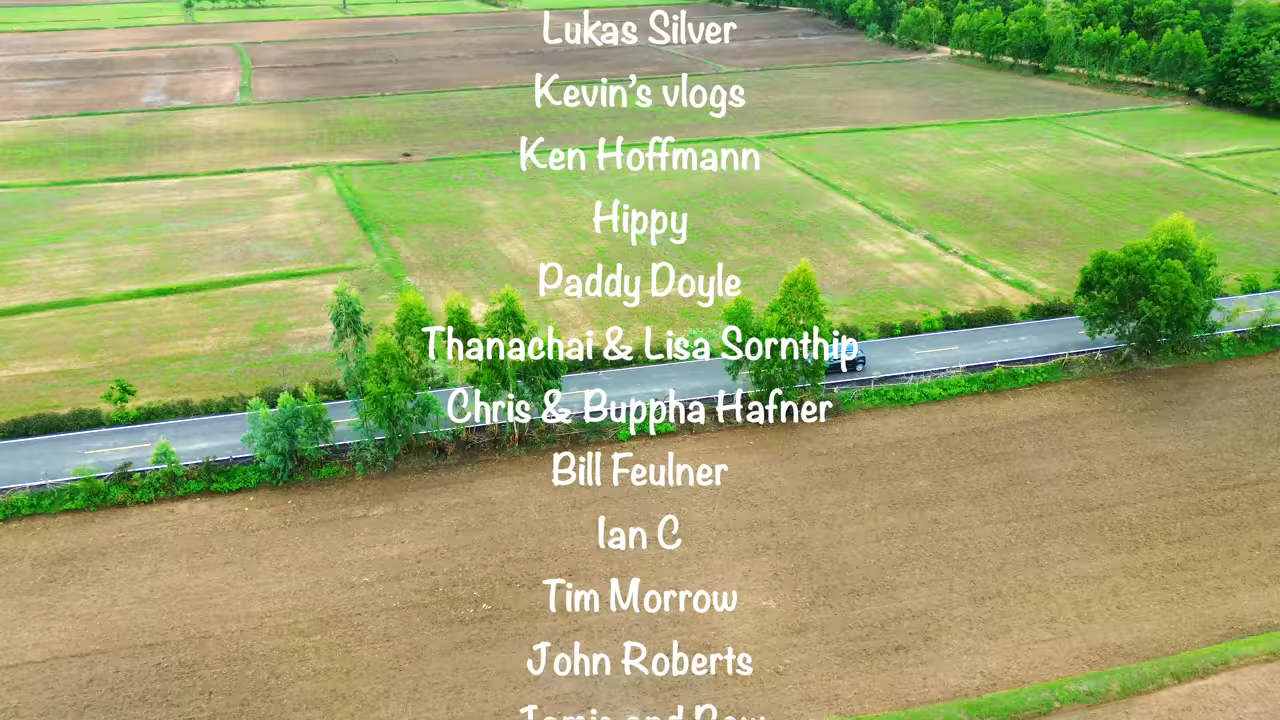 Lukas Silver
Kevin's vlogs
Ken Hoffmann
Hippy
Paddy Doyle
Thanachai & Lisa Sornthip
Chris & Buppha Hafner
Bill Feulner
Ian C
Tim Morrow
John Roberts